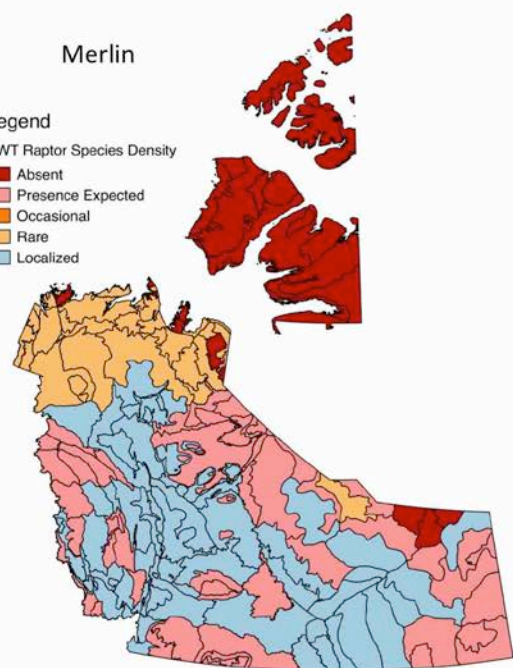 Merlin
egend
WT Raptor Species Density
Absent
Presence Expected
Occasional
Rare
Localized